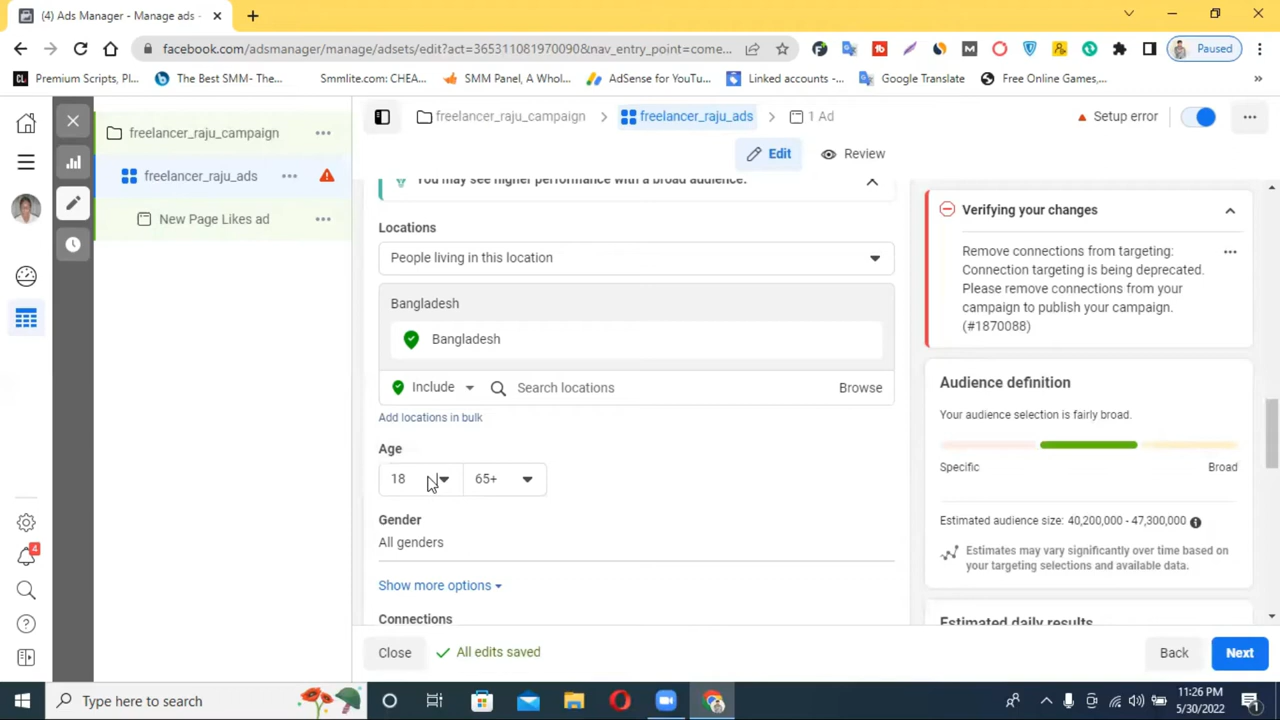 (4) Ads Manager - Manage ads -
facebook.com/adsmanager/manage/adsets/edit?act=3653110819700908&nav_entry_point=come...
Paused
Premium Scripts, Pl...
The Best SMM- The...
Smmlite.com: CHEA...
SMM Panel, A Whol...
AdSense for YouTu...
Linked accounts -...
Google Translate
Free Online Games,...
»
freelancer_raju_campaign
freelancer_raju_ads
New Page Likes ad
freelancer_raju_campaign > freelancer_raju_ads > 1 Ad
Setup error
Edit
Review
You may see higher performance with a broad audience.
Locations
People living in this location
Bangladesh
Bangladesh
Include
Search locations
Browse
Add locations in bulk
Age
18
65+
Gender
All genders
Show more options
Connections
Verifying your changes
Remove connections from targeting:
Connection targeting is being deprecated.
Please remove connections from your
campaign to publish your campaign.
(#1870088)
Audience definition
Your audience selection is fairly broad.
Specific
Broad
Estimated audience size: 40,200,000 - 47,300,000
Estimates may vary significantly over time based on
your targeting selections and available data.
Estimated daily results
Close
All edits saved
Back
Next
4
Type here to search
11:26 PM
5/30/2022
1